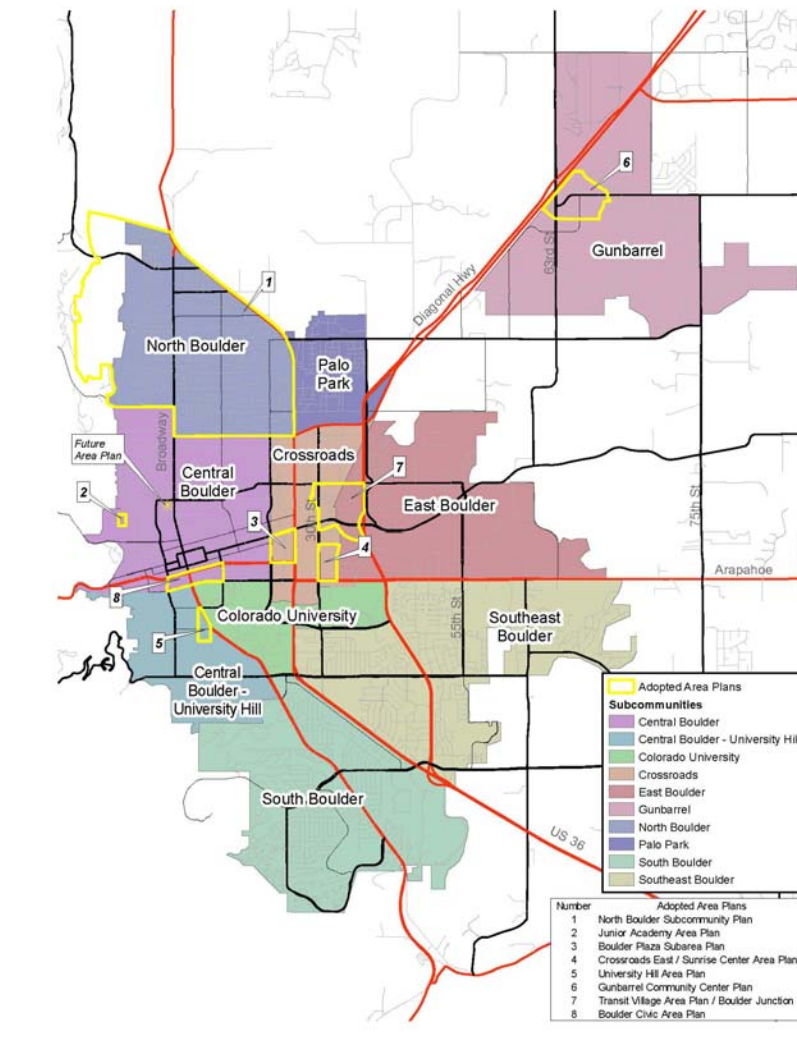 6
Gunbarrel
63rd St
Diagonal Hwy
1
North Boulder
Palo
Park
Broadway
Future
Area Plan
Crossroads
Central
Boulder
7
2
East Boulder
30th St
3
4
75th St
Arapahoe
8
Colorado University
5
55th St
Southeast
Boulder
Central
Boulder -
University Hill
South Boulder
US 36
Adopted Area Plans
Subcommunities
Central Boulder
Central Boulder - University Hil
Colorado University
Crossroads
East Boulder
Gunbarrel
North Boulder
Palo Park
South Boulder
Southeast Boulder
Number Adopted Area Plans
1 North Boulder Subcommunity Plan
2 Junior Academy Area Plan
3 Boulder Plaza Subarea Plan
4 Crossroads East / Sunrise Center Area Plan
5 University Hill Area Plan
6 Gunbarrel Community Center Plan
7 Transit Village Area Plan / Boulder Junction
8 Boulder Civic Area Plan